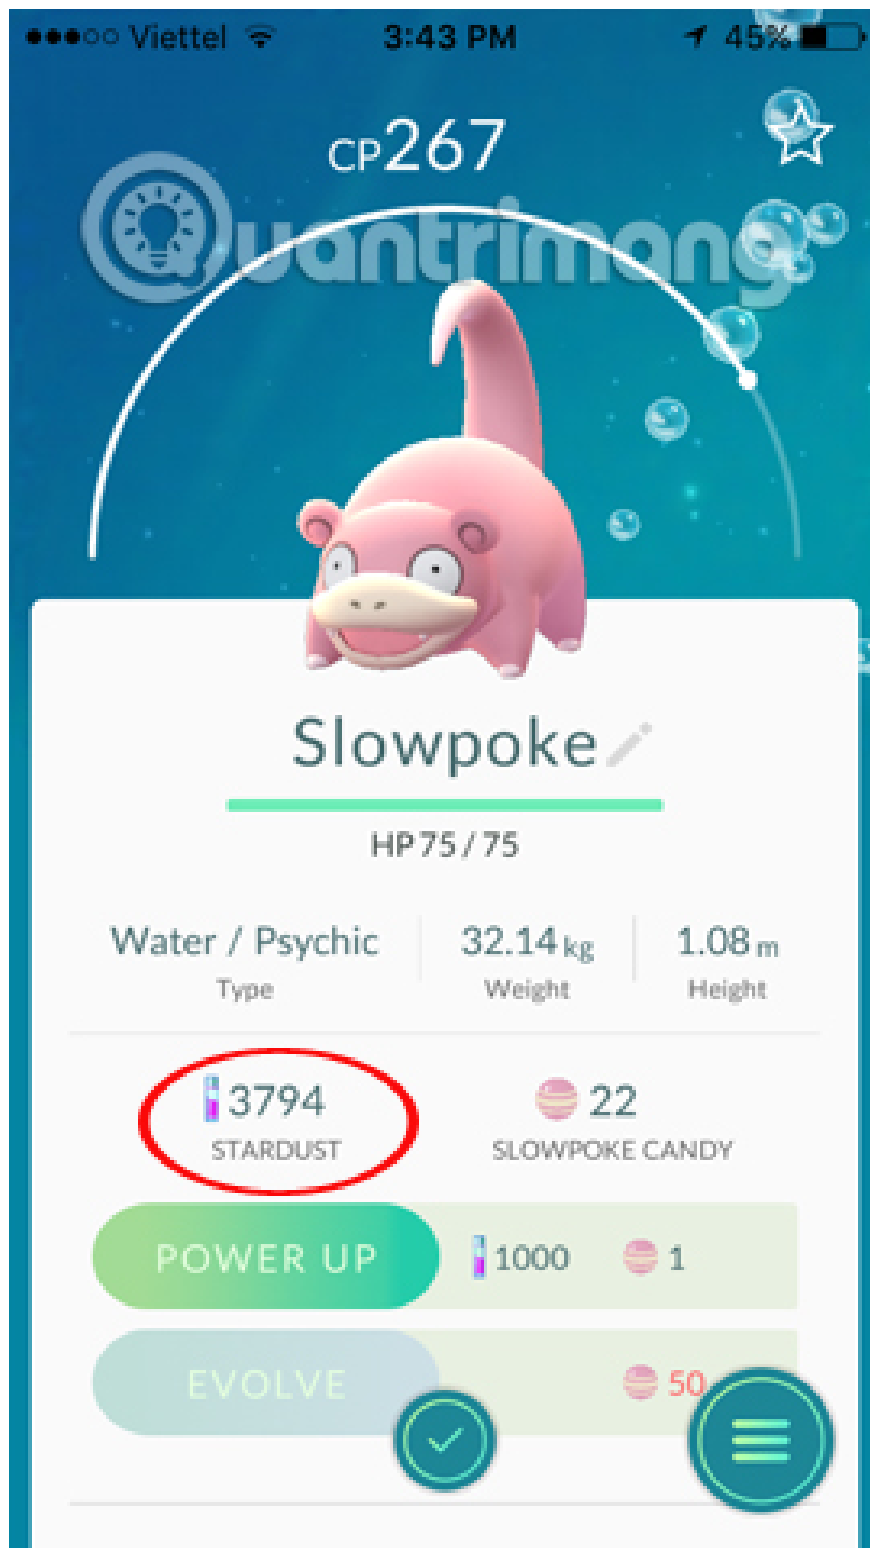 Viettel 3:43 PM 45%
CP267
Quantrimang
Slowpoke
HP 75 / 75
Water / Psychic 32.14 kg 1.08 m
Type Weight Height
3794 22
STARDUST SLOWPOKE CANDY
POWER UP 1000 1
EVOLVE 50